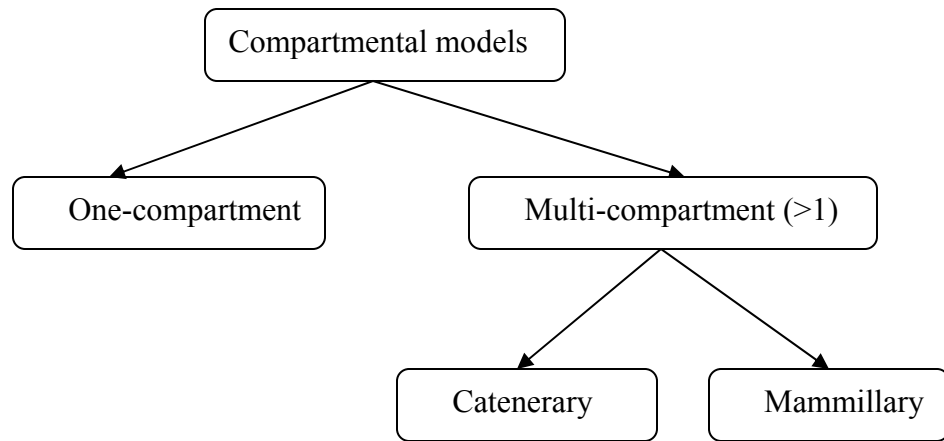 Compartmental models
One-compartment
Multi-compartment (>1)
Catenerary
Mammillary